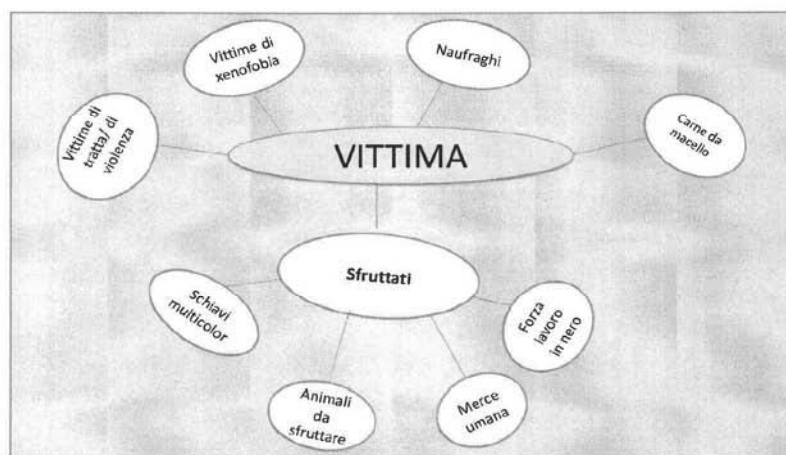 Vittime di
xenofobia
Naufraghi
Vittime di
tratta/ di
violenza
VITTIMA
Carne da
macello
Sfruttati
Schiavi
multicolor
Forza
lavoro
in nero
Animali
da
sfruttare
Merce
umana